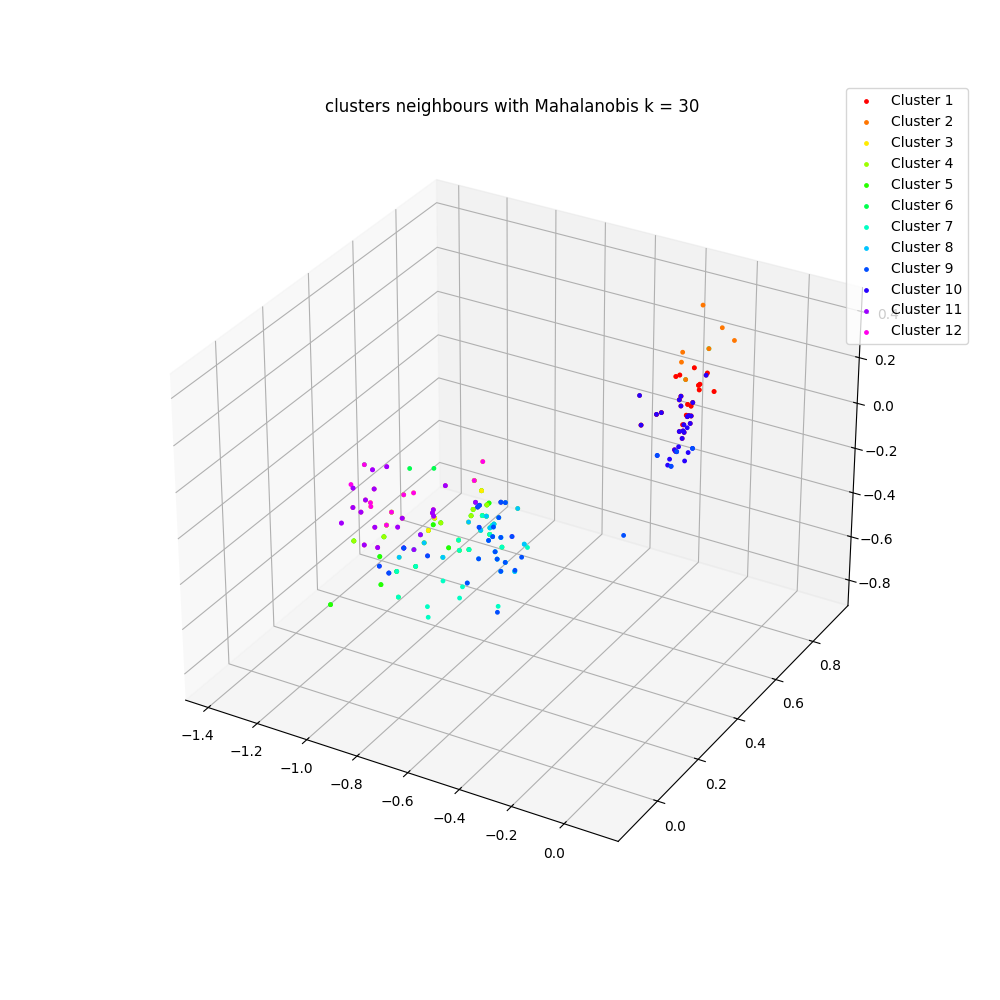 clusters neighbours with Mahalanobis k = 30
Cluster 1
Cluster 2
Cluster 3
Cluster 4
Cluster 5
Cluster 6
Cluster 7
Cluster 8
Cluster 9
Cluster 10
Cluster 11
Cluster 12
0.4
0.2
0.0
−0.2
−0.4
−0.6
−0.8
0.8
0.6
0.4
0.2
0.0
−1.4
−1.2
−1.0
−0.8
−0.6
−0.4
−0.2
0.0